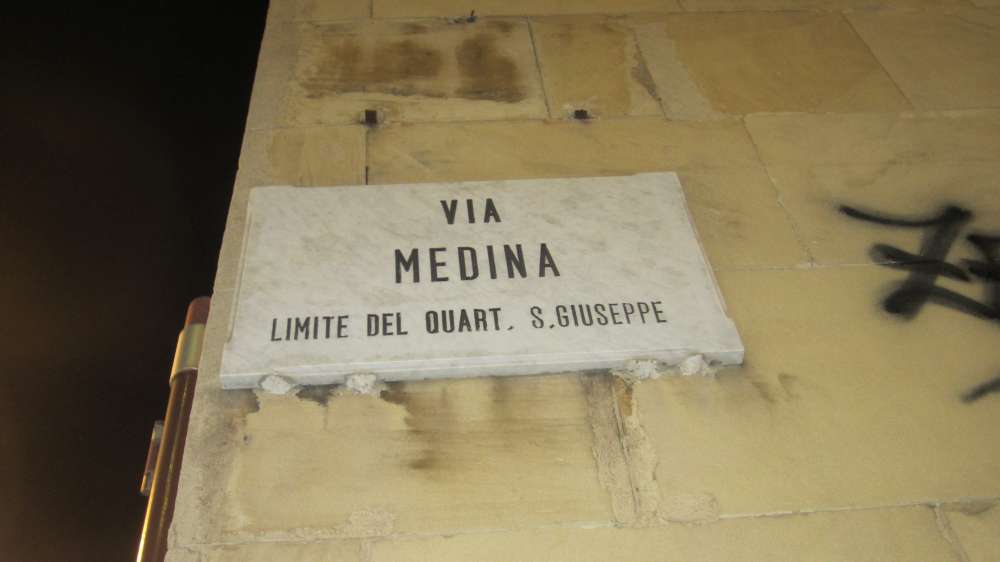 VIA
MEDINA
LIMITE DEL QUART. S.GIUSEPPE